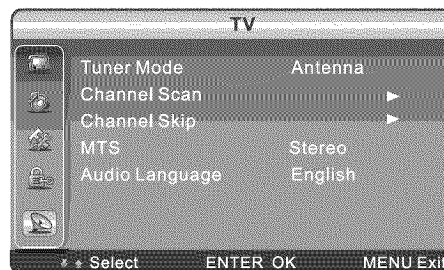 TV
Tuner Mode Antenna
Channel Scan
Channel Skip
MTS Stereo
Audio Language English
Select ENTER OK MENU Exit